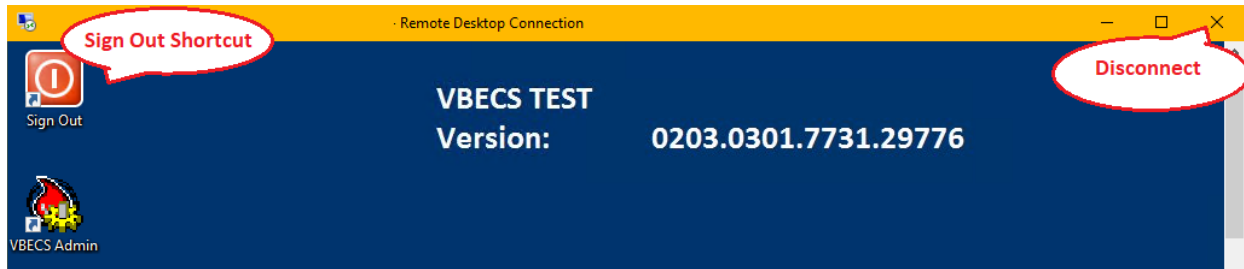 · Remote Desktop Connection
Sign Out Shortcut
Disconnect
Sign Out
VBECS TEST
Version: 0203.0301.7731.29776
VBECS Admin